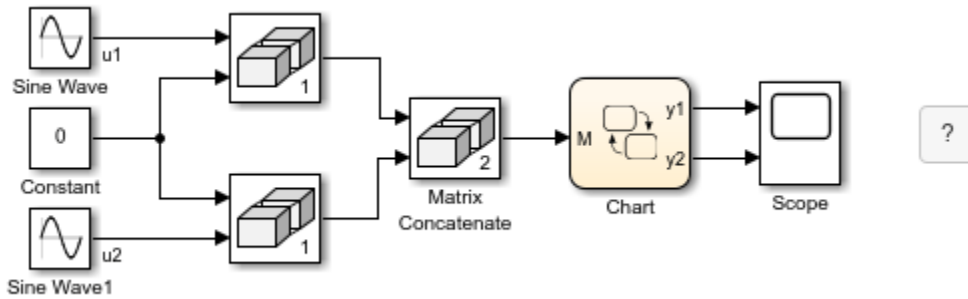 u1
Sine Wave
1
0
Constant
u2
Sine Wave1
1
2
Matrix
Concatenate
M
y1
y2
Chart
Scope
?